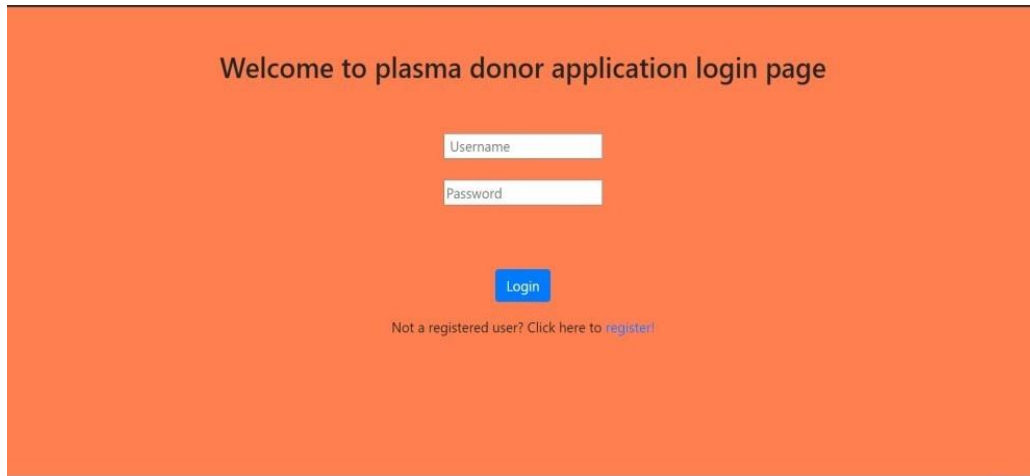 Welcome to plasma donor application login page
Username
Password
Login
Not a registered user? Click here to register!